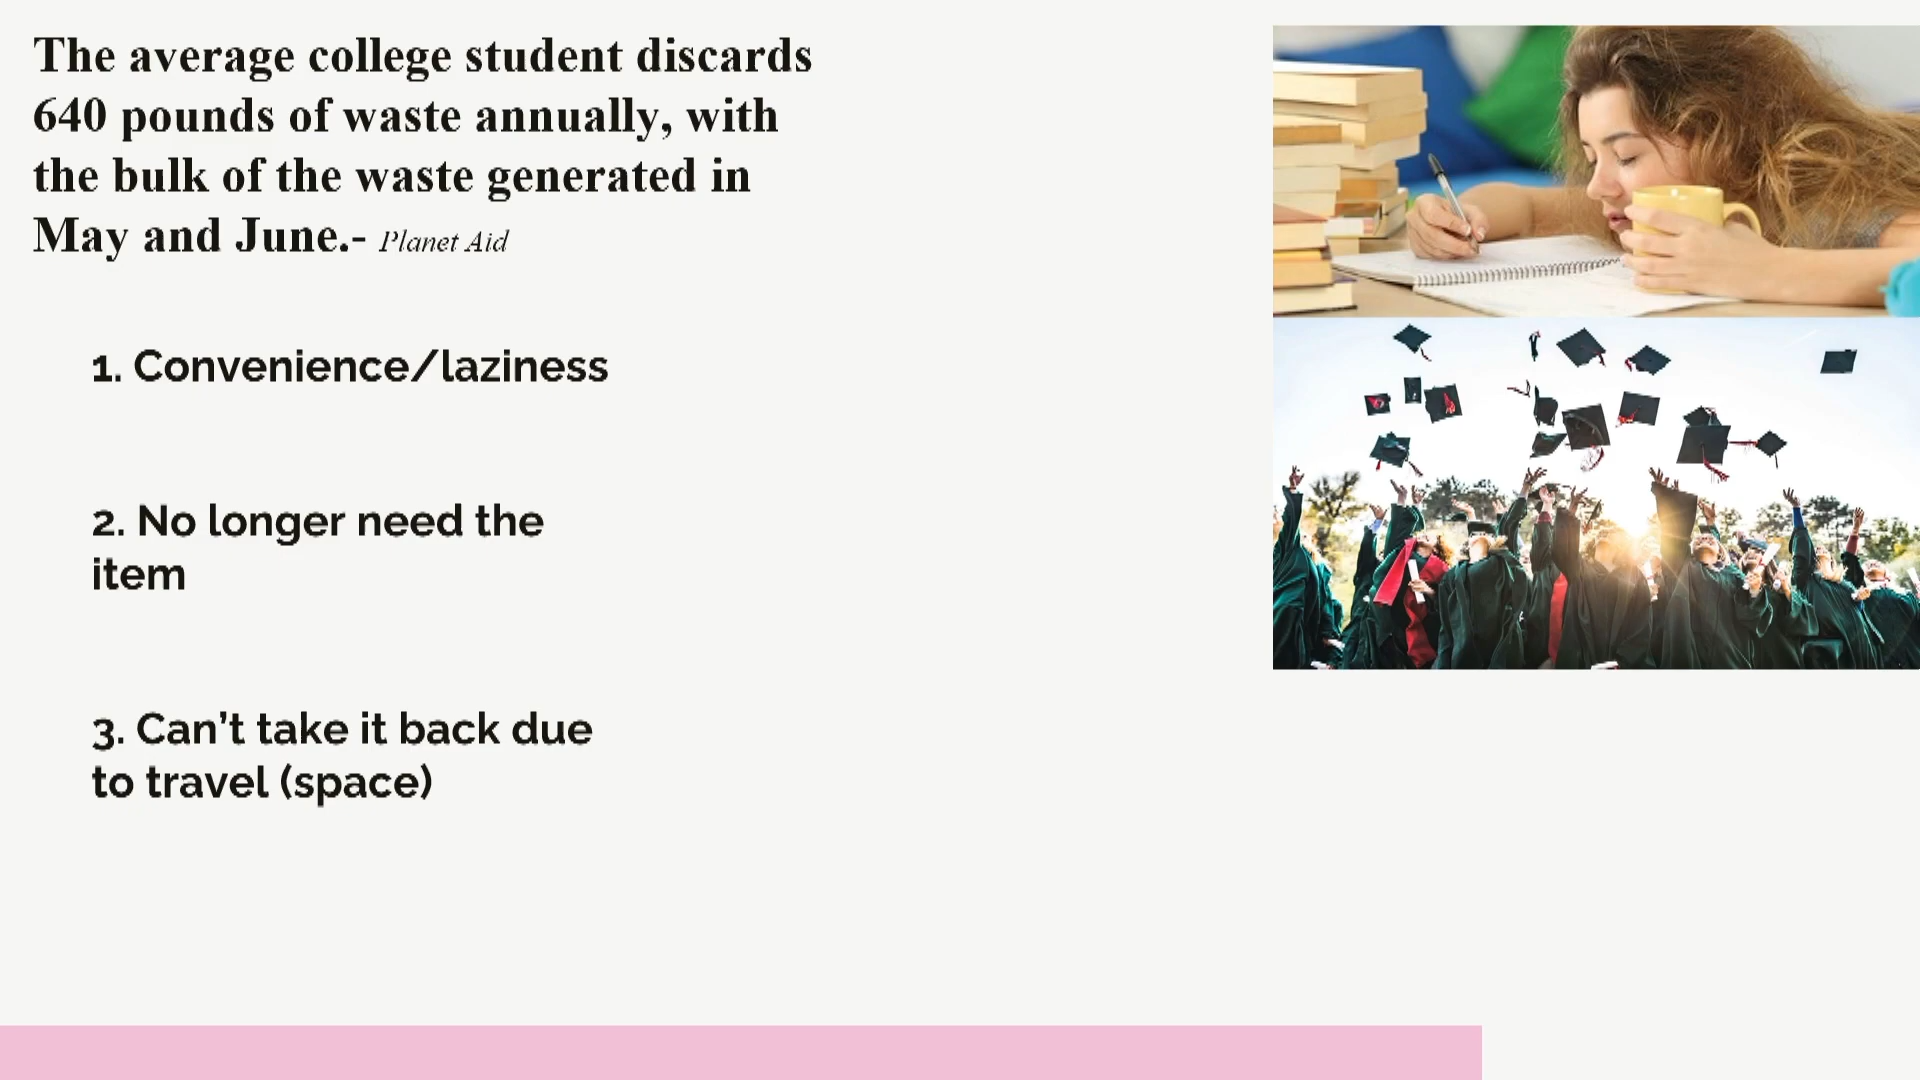 The average college student discards
640 pounds of waste annually, with
the bulk of the waste generated in
May and June.- Planet Aid
1. Convenience/laziness
2. No longer need the
item
3. Can’t take it back due
to travel (space)